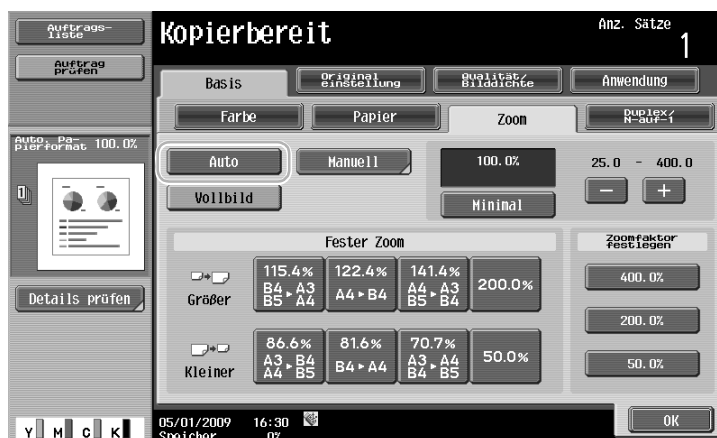 Auftrags-
liste
Auftrag
prüfen
Kopierbereit
Anz. Sätze
1
Basis
Original
einstellung
Qualität/
Bilddichte
Anwendung
Farbe
Papier
Zoom
Duplex/
N-auf-1
Auto. Pa-
pierformat 100.0%
1
Details prüfen
Auto
Manuell
Vollbild
100.0%
Minimal
25.0 - 400.0
− +
Fester Zoom
Größer
115.4%
B4▸A3
B5▸A4
122.4%
A4▸B4
141.4%
A4▸A3
B5▸B4
200.0%
Kleiner
86.6%
A3▸B4
A4▸B5
81.6%
B4▸A4
70.7%
A3▸A4
B4▸B5
50.0%
Zoomfaktor
festlegen
400.0%
200.0%
50.0%
Y M C K
05/01/2009 16:30
Speicher 0%
OK